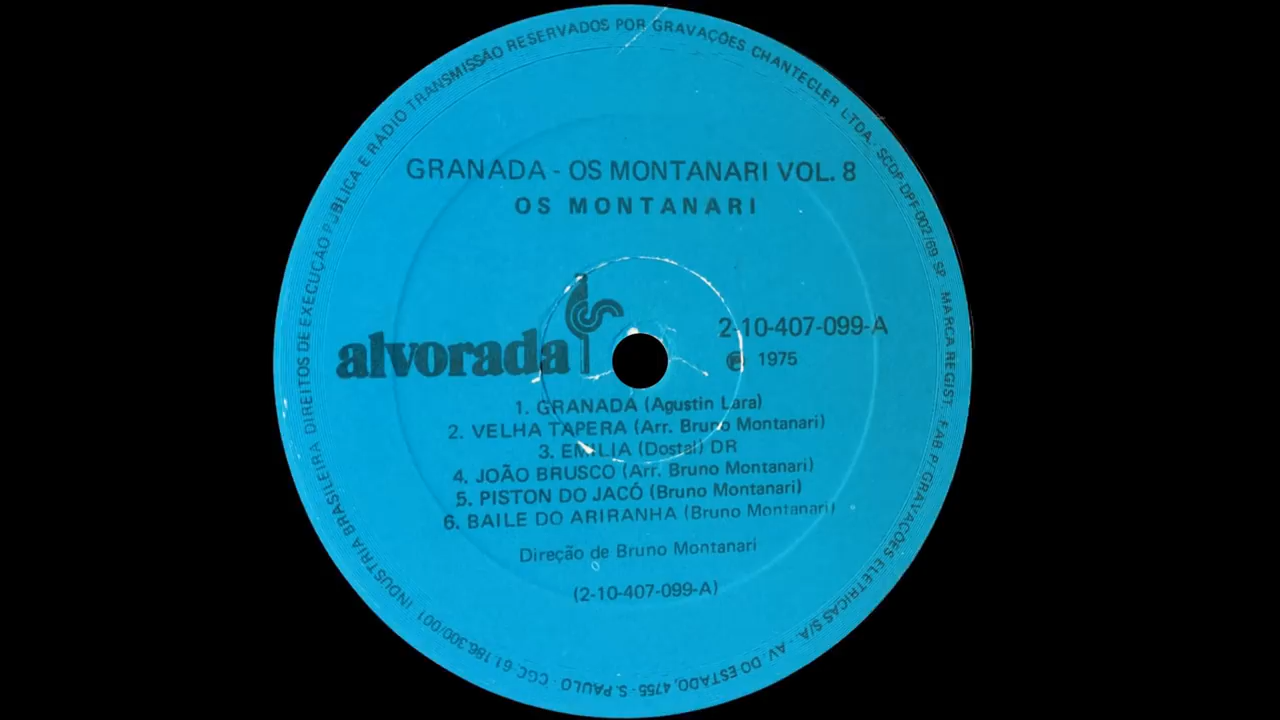 GRANADA - OS MONTANARI VOL. 8
OS MONTANARI
alvorada
2-10-407-099-A
℗ 1975
1. GRANADA (Agustin Lara)
2. VELHA TAPERA (Arr. Bruno Montanari)
3. EMILIA (Dostal) DR
4. JOÃO BRUSCO (Arr. Bruno Montanari)
5. PISTON DO JACÓ (Bruno Montanari)
6. BAILE DO ARIRANHA (Bruno Montanari)
Direção de Bruno Montanari
(2-10-407-099-A)
INDÚSTRIA BRASILEIRA DIREITOS DE EXECUÇÃO PÚBLICA E RÁDIO TRANSMISSÃO RESERVADOS POR GRAVAÇÕES CHANTECLER LTDA. SCDP-DPF-002/69 SP MARCA REGIST. FAB P/ GRAVAÇÕES ELÉTRICAS S/A. - AV. DO ESTADO, 4755 - S. PAULO - CGC. 61.186.300/001